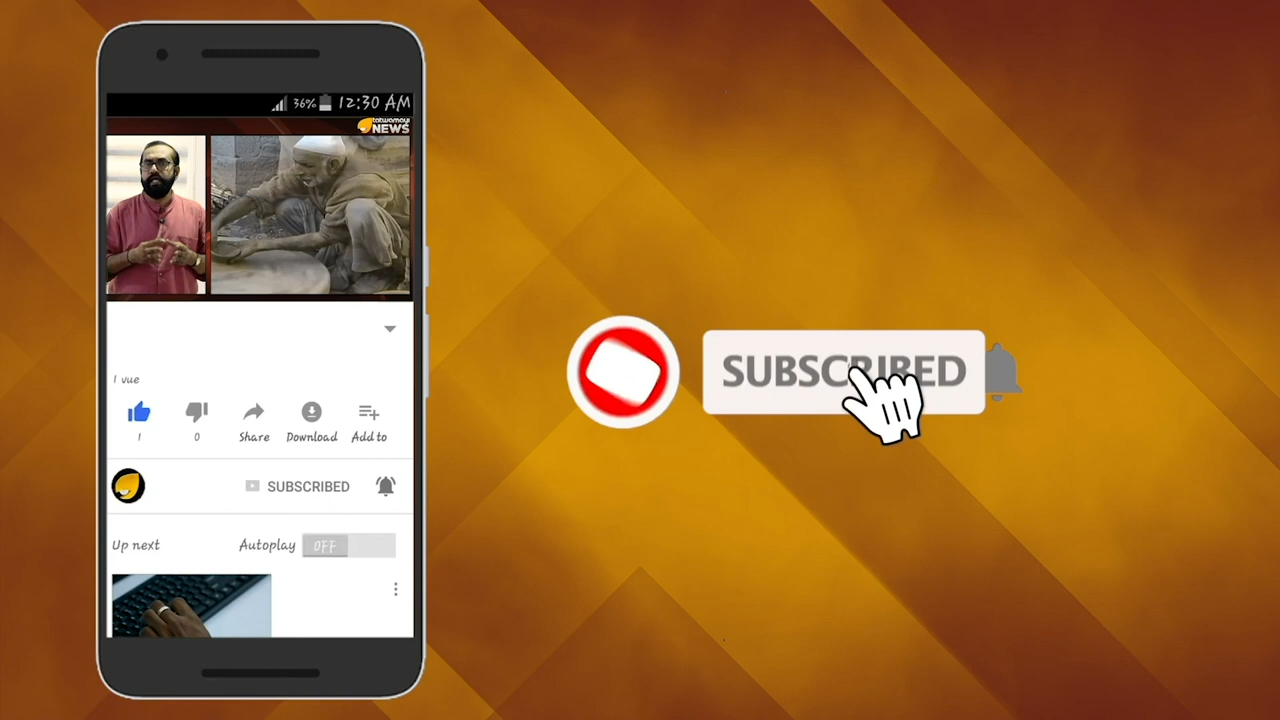 36% 12:30 AM
tatwamayi
NEWS
1 vue
1
0
Share
Download
Add to
SUBSCRIBED
Up next
Autoplay
OFF
SUBSCRIBED